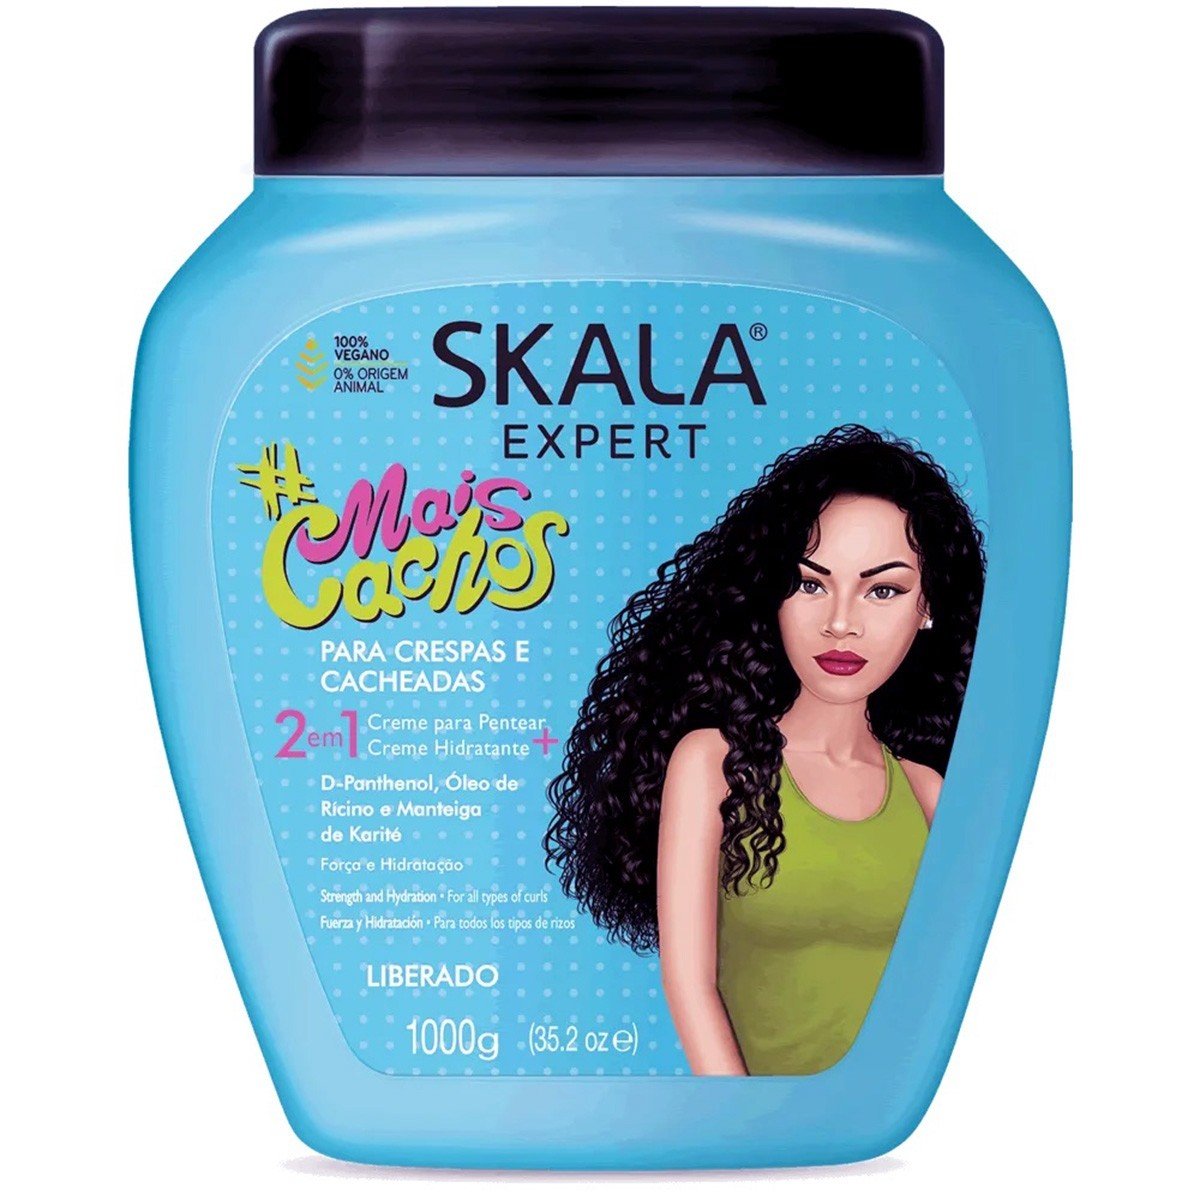 100%
VEGANO
0% ORIGEM
ANIMAL
SKALA®
EXPERT
#Mais
Cachos
PARA CRESPAS E
CACHEADAS
2em1
Creme para Pentear
Creme Hidratante +
D-Panthenol, Óleo de
Rícino e Manteiga
de Karité
Força e Hidratação
Strength and Hydration • For all types of curls
Fuerza y Hidratación • Para todos los tipos de rizos
LIBERADO
1000g (35.2 oz ℮)